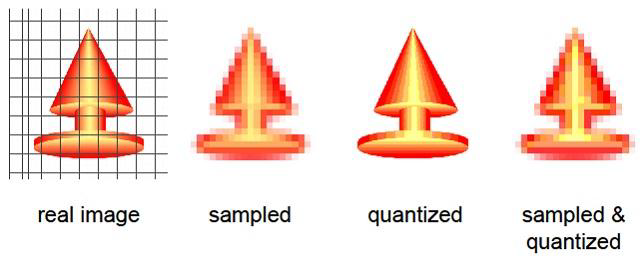 real image
sampled
quantized
sampled &
quantized